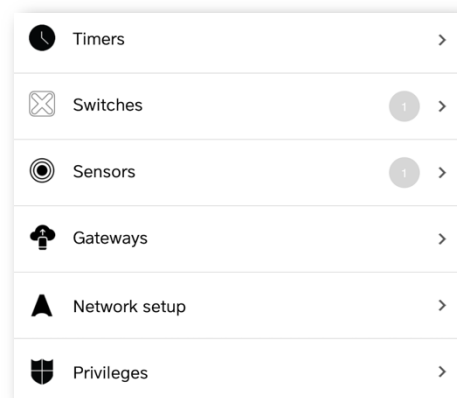 Timers
Switches 1
Sensors 1
Gateways
Network setup
Privileges